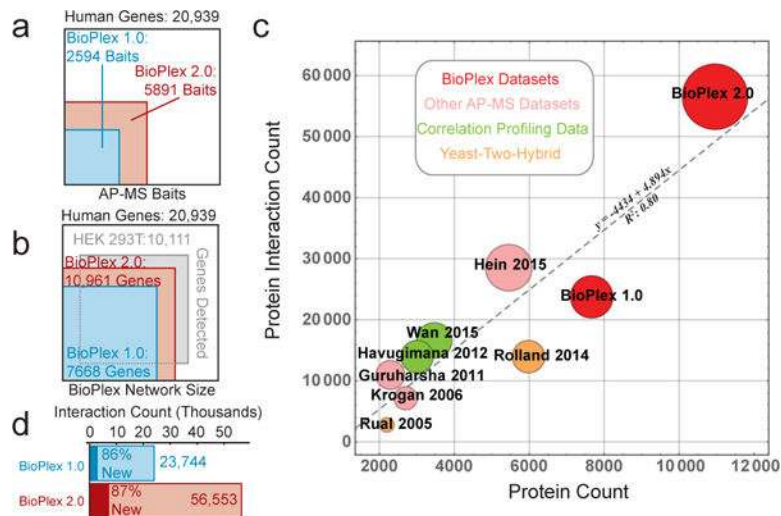 a
Human Genes: 20,939
BioPlex 1.0:
2594 Baits
BioPlex 2.0:
5891 Baits
AP-MS Baits
b
Human Genes: 20,939
HEK 293T:10,111
BioPlex 2.0:
10,961 Genes
Genes Detected
BioPlex 1.0:
7668 Genes
BioPlex Network Size
d
Interaction Count (Thousands)
0 10 20 30 40 50
BioPlex 1.0
86%
New
23,744
BioPlex 2.0
87%
New
56,553
c
BioPlex Datasets
Other AP-MS Datasets
Correlation Profiling Data
Yeast-Two-Hybrid
Protein Interaction Count
60 000
50 000
40 000
30 000
20 000
10 000
0
BioPlex 2.0
y = -4434 + 4.894x
R²: 0.80
Hein 2015
BioPlex 1.0
Wan 2015
Havugimana 2012
Rolland 2014
Guruharsha 2011
Krogan 2006
Rual 2005
2000 4000 6000 8000 10 000 12 000
Protein Count